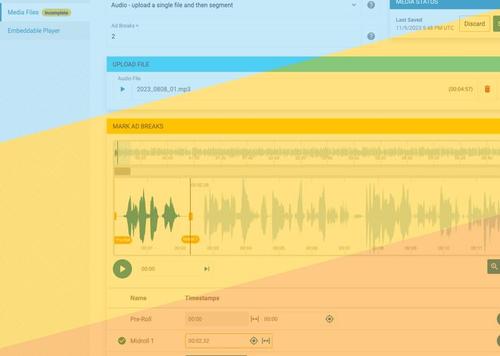 Media Files Incomplete
Embeddable Player
Audio - upload a single file and then segment
Ad Breaks
2
MEDIA STATUS
Last Saved
11/9/2023 5:48 PM UTC
Discard
UPLOAD FILE
Audio File
2023_0808_01.mp3
(00:04:57)
MARK AD BREAKS
00:00
Name Timestamps
Pre-Roll 00:00 00:00
Midroll 1 00:02.32